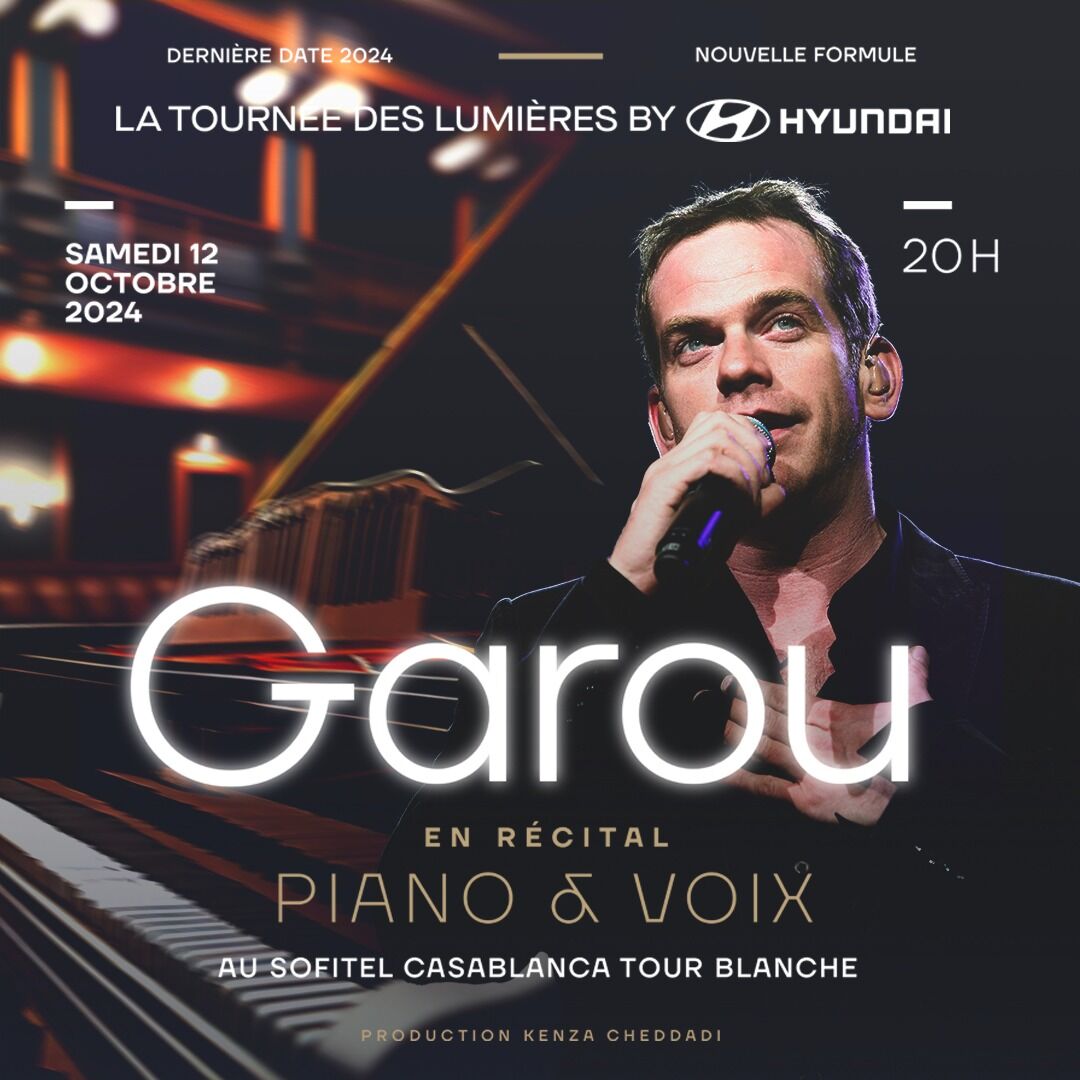 DERNIÈRE DATE 2024
NOUVELLE FORMULE
LA TOURNÉE DES LUMIÈRES BY HYUNDAI
SAMEDI 12
OCTOBRE
2024
20H
Garou
EN RÉCITAL
PIANO & VOIX
AU SOFITEL CASABLANCA TOUR BLANCHE
PRODUCTION KENZA CHEDDADI